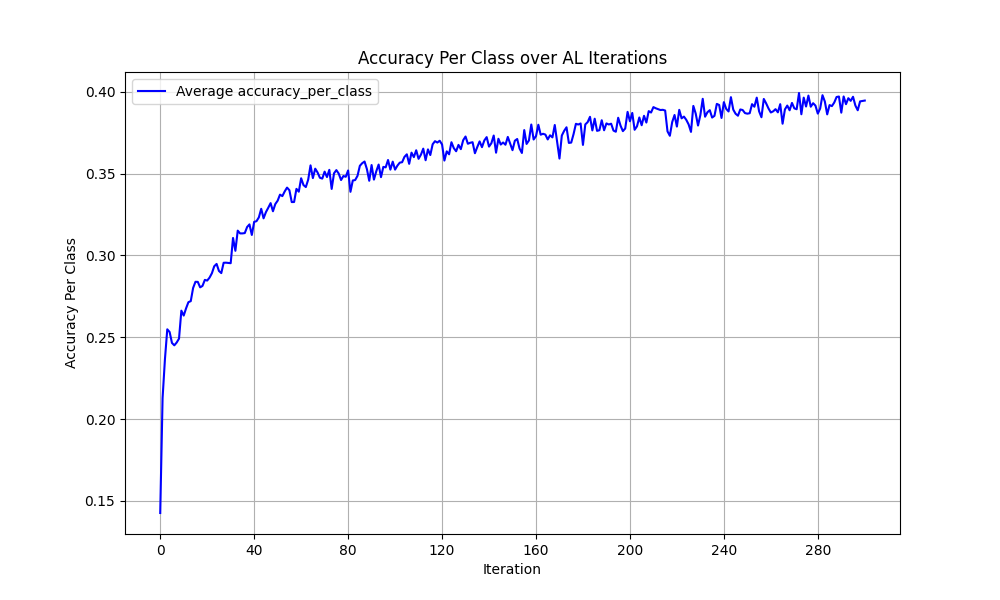 Accuracy Per Class over AL Iterations
Average accuracy_per_class
Accuracy Per Class
0.40
0.35
0.30
0.25
0.20
0.15
0 40 80 120 160 200 240 280
Iteration